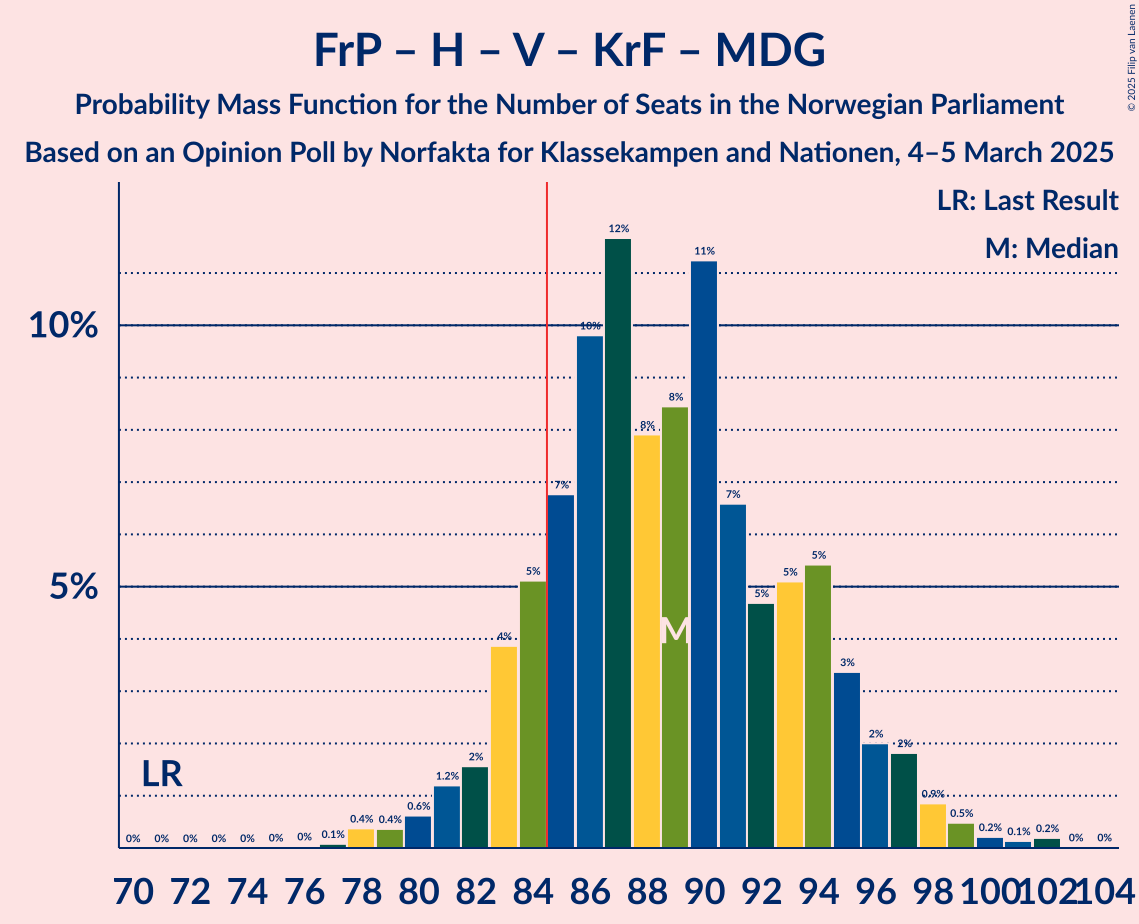 FrP – H – V – KrF – MDG
Probability Mass Function for the Number of Seats in the Norwegian Parliament
Based on an Opinion Poll by Norfakta for Klassekampen and Nationen, 4–5 March 2025
© 2025 Filip van Laenen
LR: Last Result
M: Median
10%
5%
LR
M
0% 0% 0% 0% 0% 0% 0% 0.1% 0.4% 0.4% 0.6% 1.2% 2% 4% 5% 7% 10% 12% 8% 8% 11% 7% 5% 5% 5% 3% 2% 2% 0.9% 0.5% 0.2% 0.1% 0.2% 0% 0%
70 72 74 76 78 80 82 84 86 88 90 92 94 96 98 100 102 104